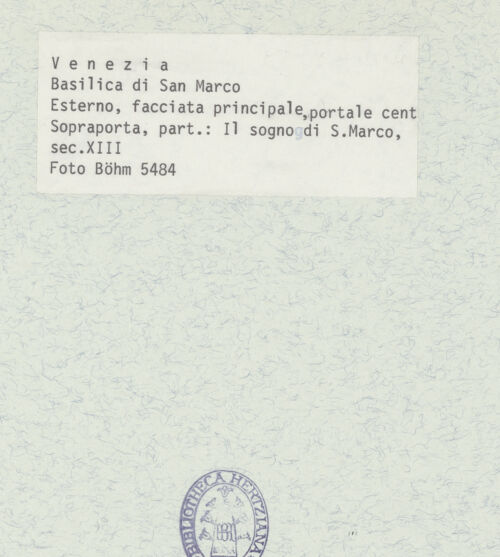 V e n e z i a
Basilica di San Marco
Esterno, facciata principale,portale cent
Sopraporta, part.: Il sogno di S.Marco,
sec.XIII
Foto Böhm 5484
BIBLIOTHECA HERTZIANA